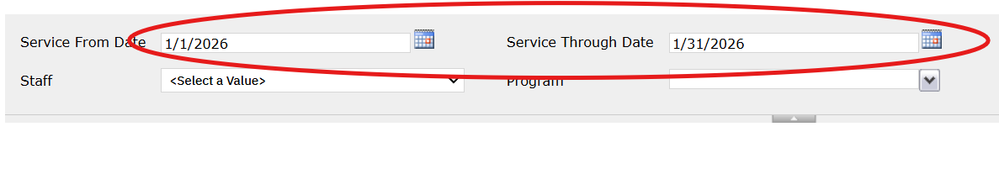 Service From Date 1/1/2026 Service Through Date 1/31/2026
Staff <Select a Value> Program